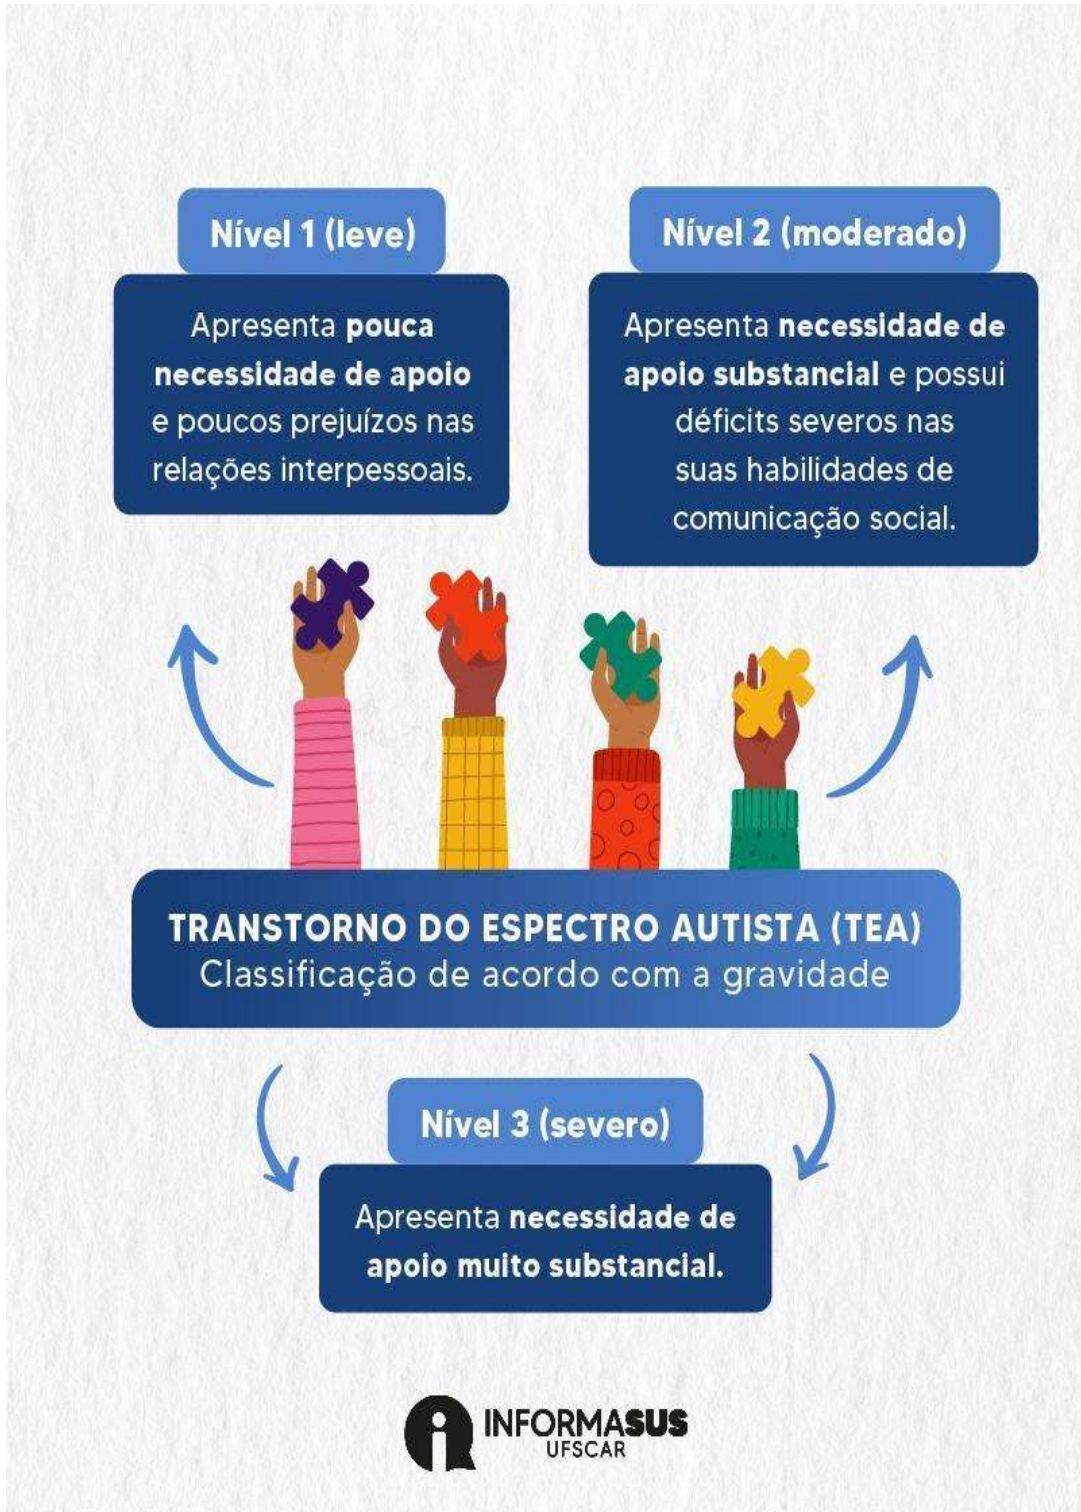 Nível 1 (leve)
Apresenta pouca
necessidade de apoio
e poucos prejuízos nas
relações interpessoais.
Nível 2 (moderado)
Apresenta necessidade de
apoio substancial e possui
déficits severos nas
suas habilidades de
comunicação social.
TRANSTORNO DO ESPECTRO AUTISTA (TEA)
Classificação de acordo com a gravidade
Nível 3 (severo)
Apresenta necessidade de
apoio muito substancial.
INFORMASUS
UFSCAR